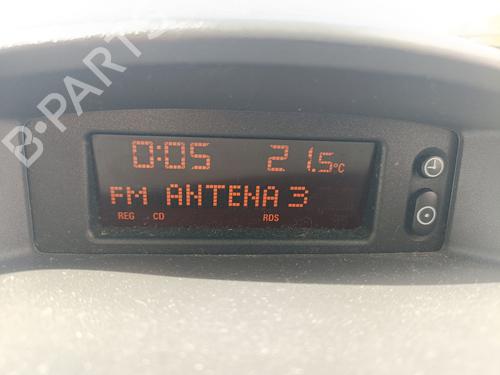 B-PARTS
0:05 21.5°C
FM ANTENA 3
REG CD RDS